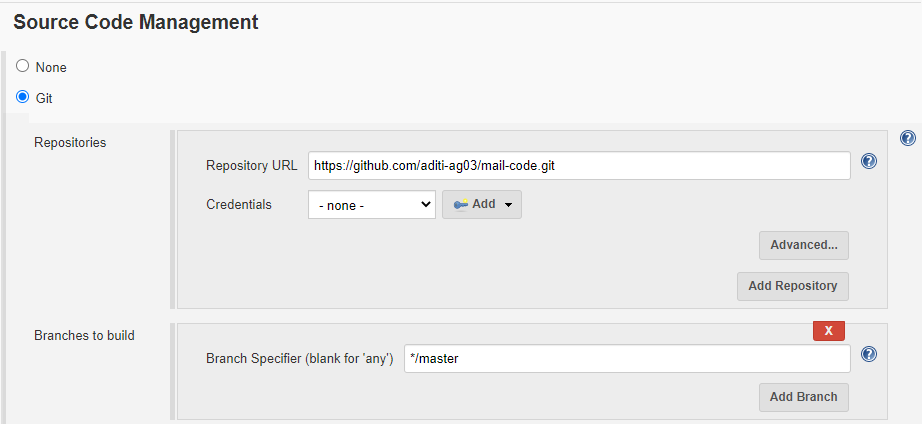 Source Code Management
None
Git
Repositories
Repository URL https://github.com/aditi-ag03/mail-code.git
Credentials - none - Add
Advanced...
Add Repository
Branches to build
X
Branch Specifier (blank for 'any') */master
Add Branch